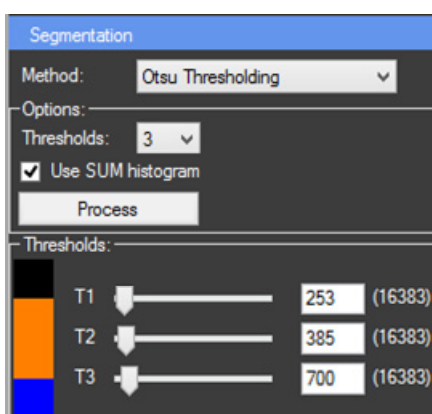 Segmentation
Method: Otsu Thresholding
Options:
Thresholds: 3
Use SUM histogram
Process
Thresholds:
T1 253 (16383)
T2 385 (16383)
T3 700 (16383)